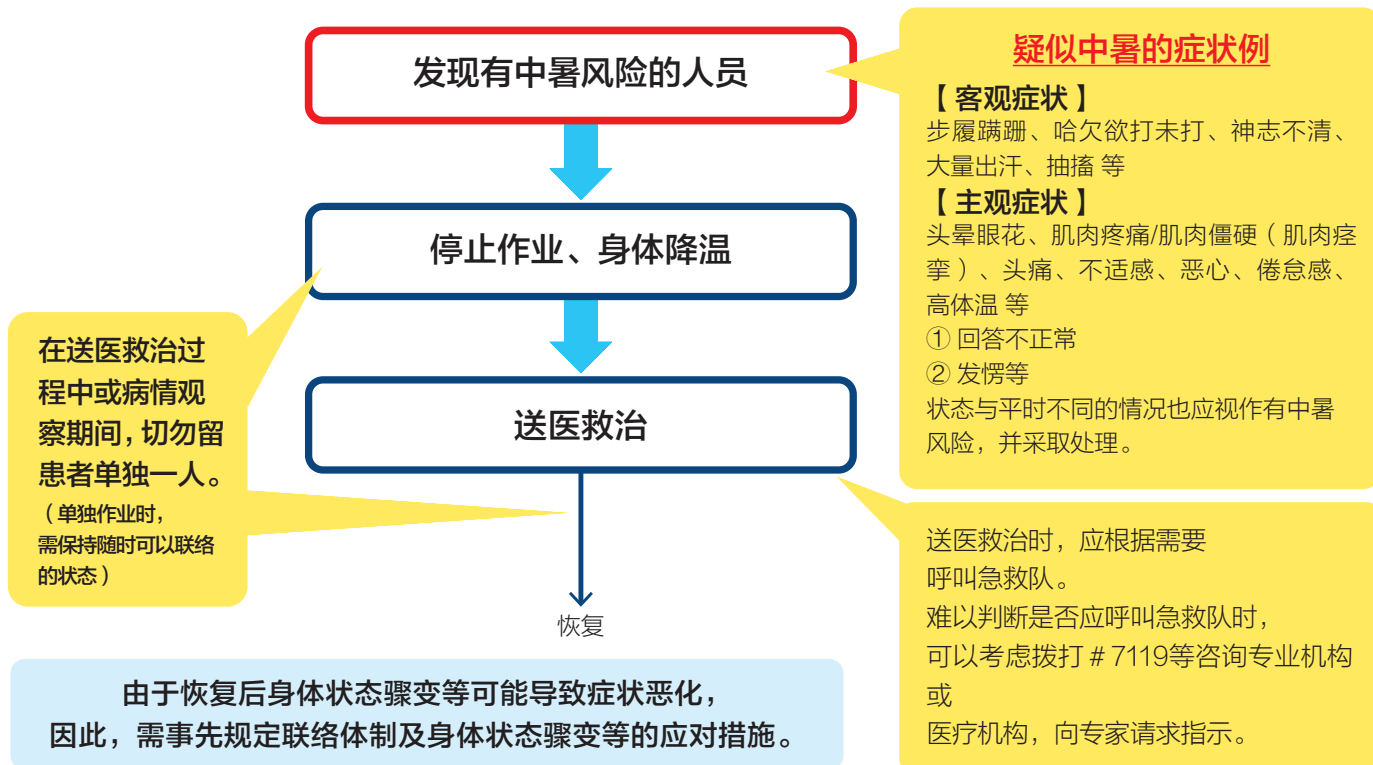 发现有中暑风险的人员
疑似中暑的症状例
【 客观症状 】
步履蹒跚、哈欠欲打未打、神志不清、
大量出汗、抽搐 等
【 主观症状 】
头晕眼花、肌肉疼痛/肌肉僵硬（ 肌肉痉
挛 ）、头痛、不适感、恶心、倦怠感、
高体温 等
① 回答不正常
② 发愣等
状态与平时不同的情况也应视作有中暑
风险，并采取处理。
停止作业、身体降温
在送医救治过
程中或病情观
察期间，切勿留
患者单独一人。
（ 单独作业时，
需保持随时可以联络
的状态 ）
送医救治
恢复
送医救治时，应根据需要
呼叫急救队。
难以判断是否应呼叫急救队时，
可以考虑拨打＃7119等咨询专业机构
或
医疗机构，向专家请求指示。
由于恢复后身体状态骤变等可能导致症状恶化，
因此，需事先规定联络体制及身体状态骤变等的应对措施。